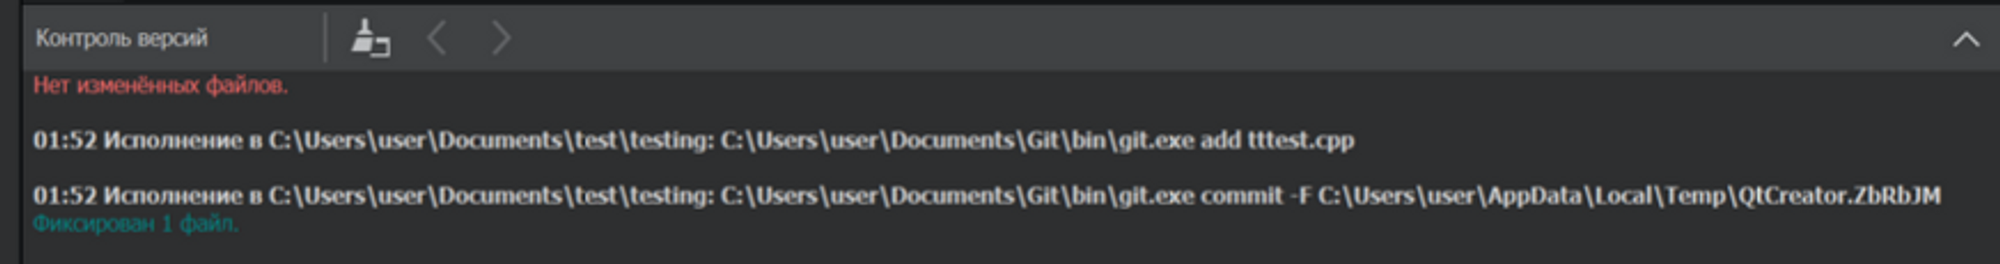 Контроль версий
Нет изменённых файлов.
01:52 Исполнение в C:\Users\user\Documents\test\testing: C:\Users\user\Documents\Git\bin\git.exe add tttest.cpp
01:52 Исполнение в C:\Users\user\Documents\test\testing: C:\Users\user\Documents\Git\bin\git.exe commit -F C:\Users\user\AppData\Local\Temp\QtCreator.ZbRbJM
Фиксирован 1 файл.